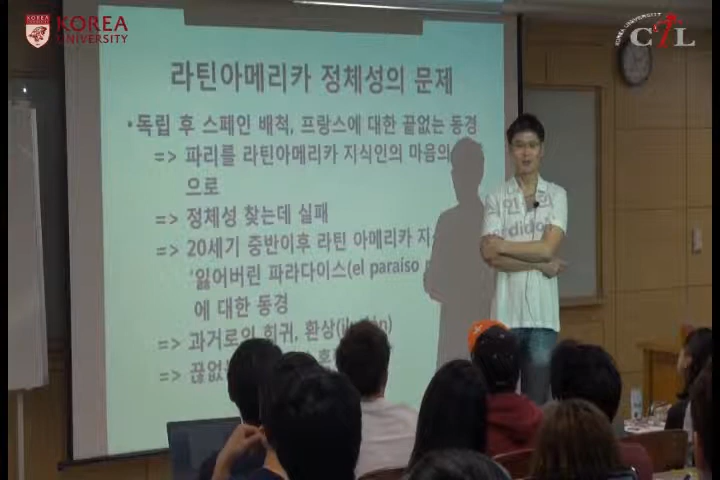 KOREA
UNIVERSITY
KOREA UNIVERSITY
CTL
라틴아메리카 정체성의 문제
•독립 후 스페인 배척, 프랑스에 대한 끝없는 동경
=> 파리를 라틴아메리카 지식인의 마음의
으로
=> 정체성 찾는데 실패
=> 20세기 중반이후 라틴 아메리카 지
'잃어버린 파라다이스(el paraíso
에 대한 동경
=> 과거로의 회귀, 환상
=>